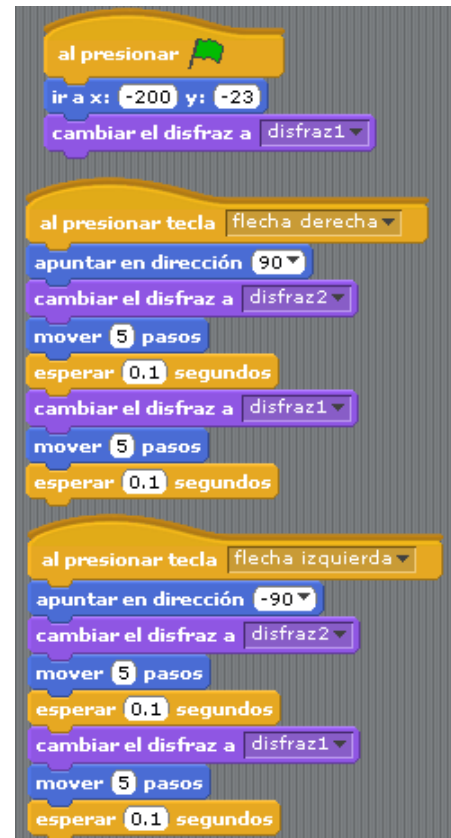 al presionar
ir a x: -200 y: -23
cambiar el disfraz a disfraz1
al presionar tecla flecha derecha
apuntar en dirección 90
cambiar el disfraz a disfraz2
mover 5 pasos
esperar 0.1 segundos
cambiar el disfraz a disfraz1
mover 5 pasos
esperar 0.1 segundos
al presionar tecla flecha izquierda
apuntar en dirección -90
cambiar el disfraz a disfraz2
mover 5 pasos
esperar 0.1 segundos
cambiar el disfraz a disfraz1
mover 5 pasos
esperar 0.1 segundos